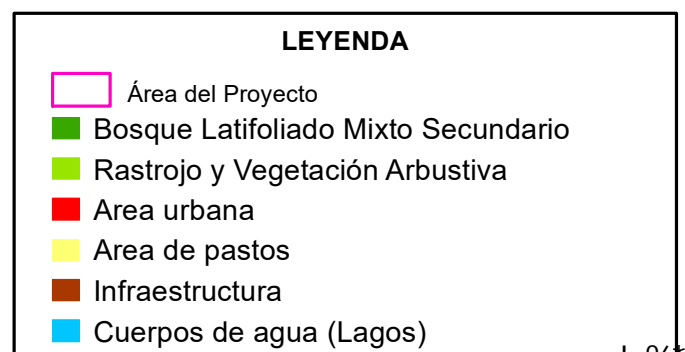 LEYENDA
Área del Proyecto
Bosque Latifoliado Mixto Secundario
Rastrojo y Vegetación Arbustiva
Area urbana
Area de pastos
Infraestructura
Cuerpos de agua (Lagos)